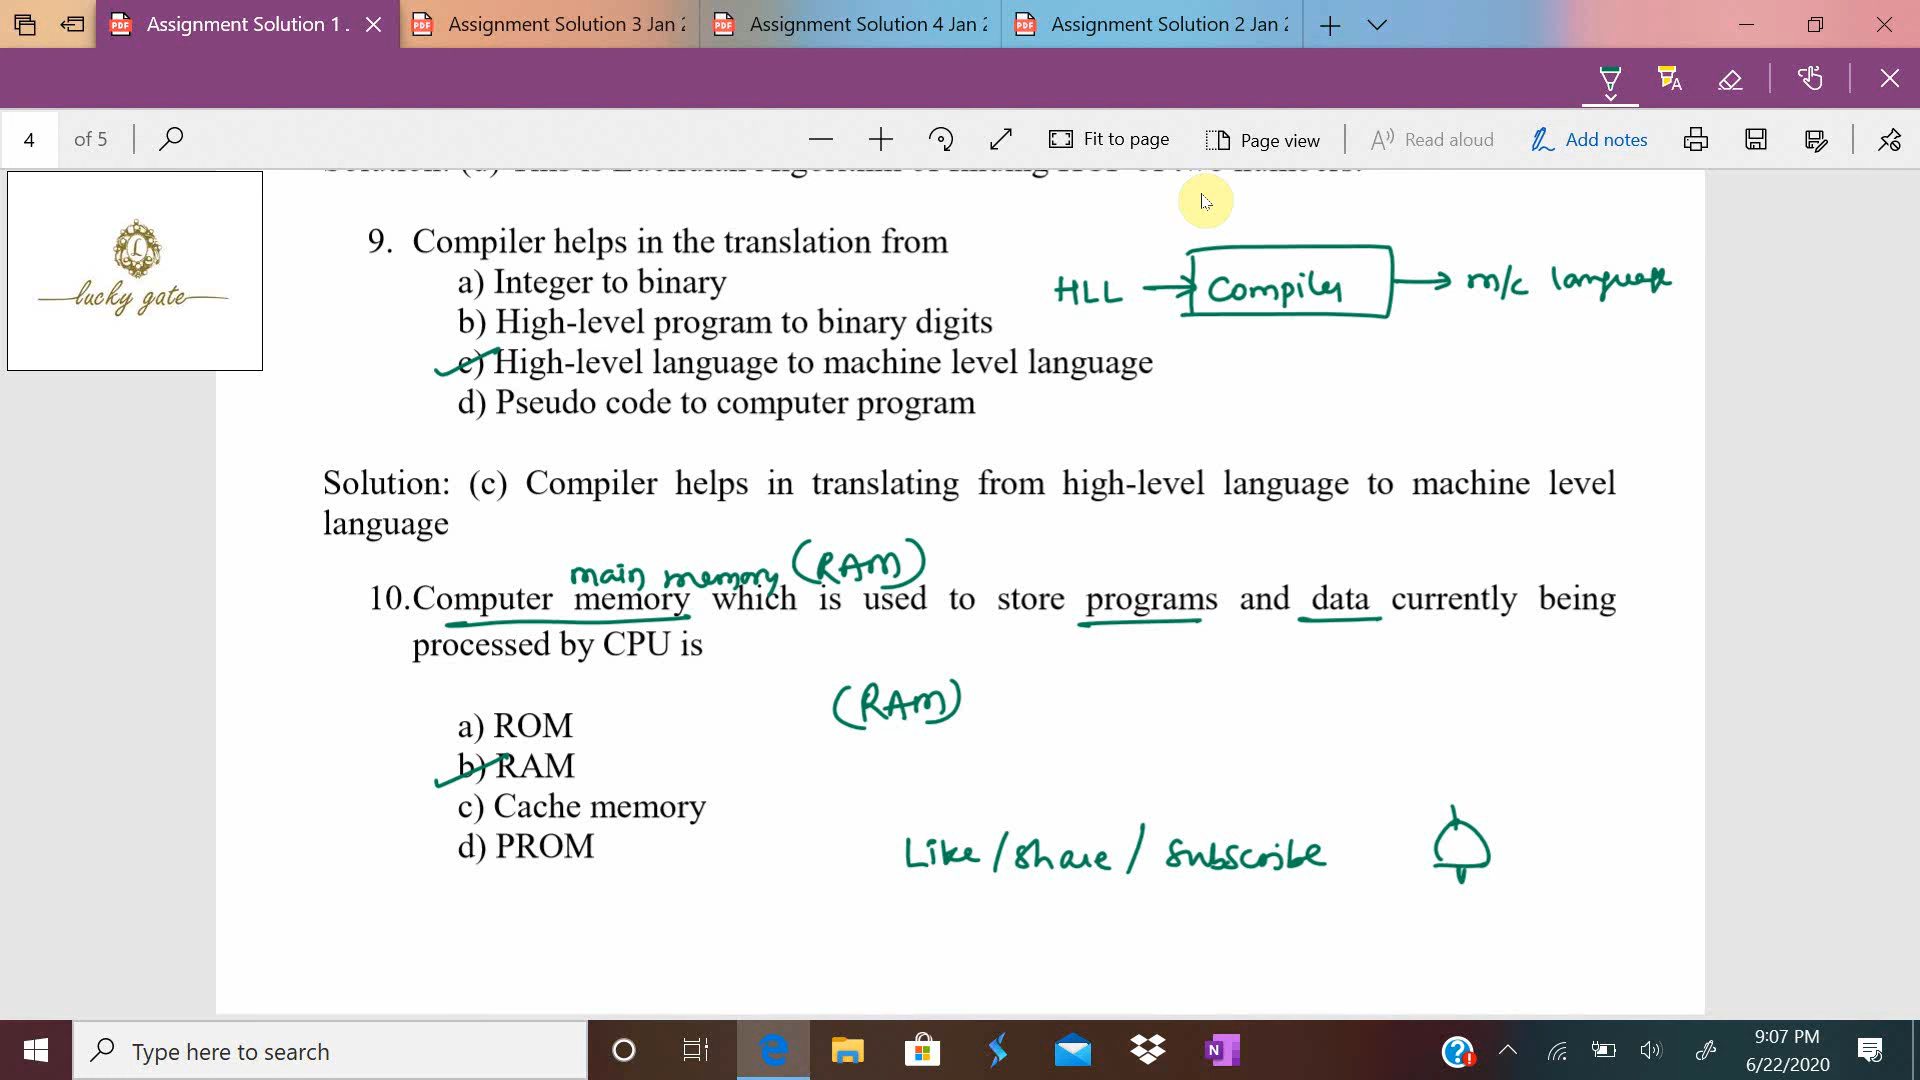 Assignment Solution 1 .
Assignment Solution 3 Jan 2
Assignment Solution 4 Jan 2
Assignment Solution 2 Jan 2
4 of 5
Fit to page
Page view
Read aloud
Add notes
L
lucky gate
9. Compiler helps in the translation from
a) Integer to binary
HLL → Compiler → m/c language
b) High-level program to binary digits
c) High-level language to machine level language
d) Pseudo code to computer program
Solution: (c) Compiler helps in translating from high-level language to machine level
language
main memory (RAM)
10.Computer memory which is used to store programs and data currently being
processed by CPU is
(RAM)
a) ROM
b) RAM
c) Cache memory
d) PROM
Like / Share / Subscribe
Type here to search
9:07 PM
6/22/2020